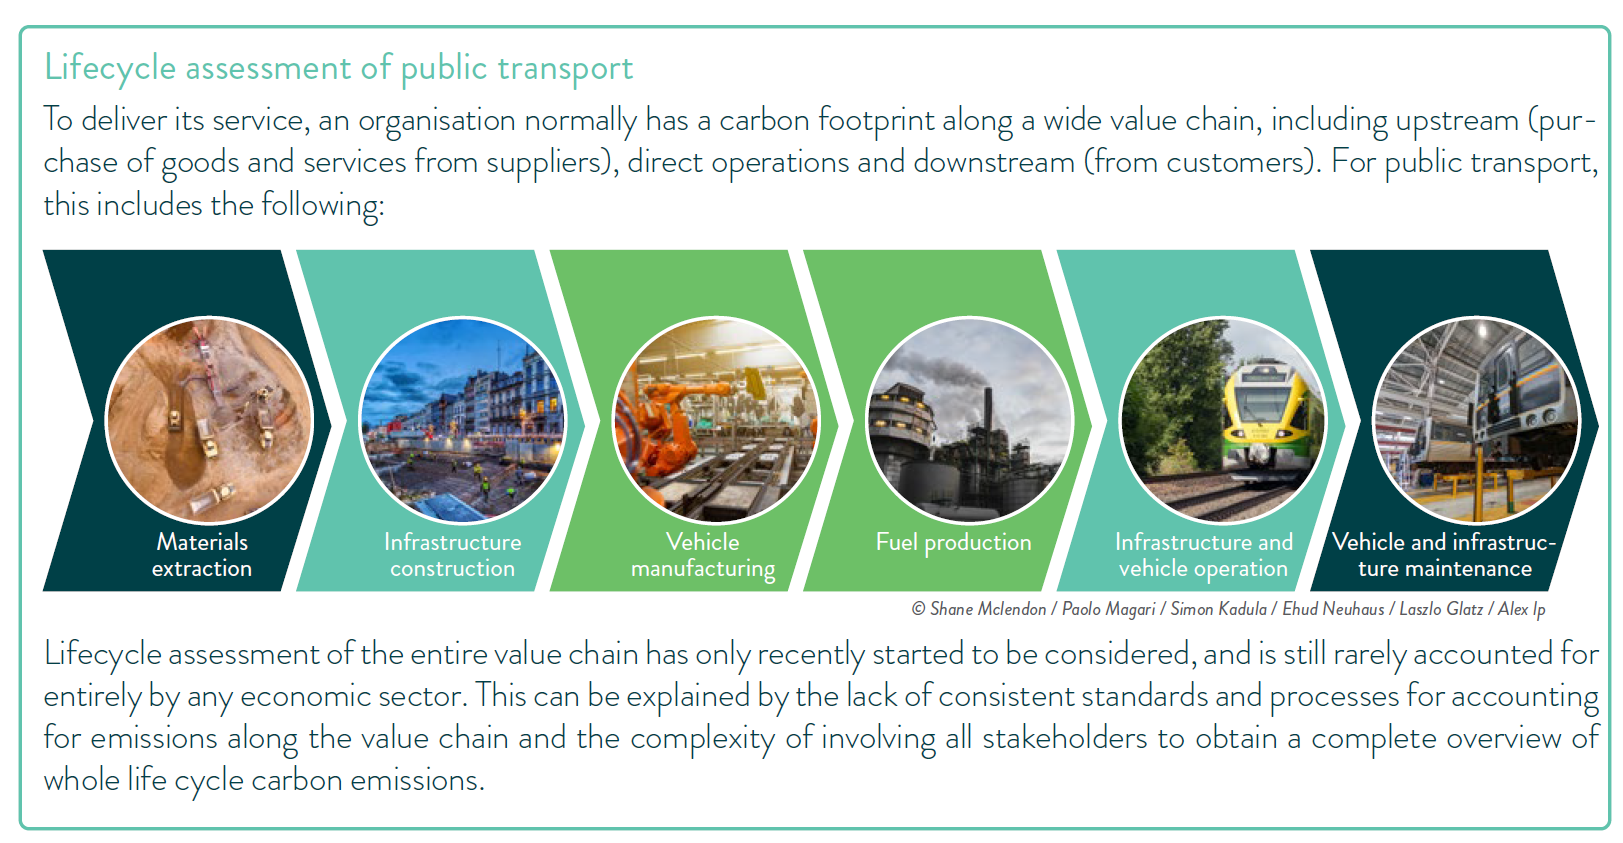 Lifecycle assessment of public transport
To deliver its service, an organisation normally has a carbon footprint along a wide value chain, including upstream (pur-
chase of goods and services from suppliers), direct operations and downstream (from customers). For public transport,
this includes the following:
Materials
extraction
Infrastructure
construction
Vehicle
manufacturing
Fuel production
Infrastructure and
vehicle operation
Vehicle and infrastruc-
ture maintenance
© Shane Mclendon / Paolo Magari / Simon Kadula / Ehud Neuhaus / Laszlo Glatz / Alex Ip
Lifecycle assessment of the entire value chain has only recently started to be considered, and is still rarely accounted for
entirely by any economic sector. This can be explained by the lack of consistent standards and processes for accounting
for emissions along the value chain and the complexity of involving all stakeholders to obtain a complete overview of
whole life cycle carbon emissions.